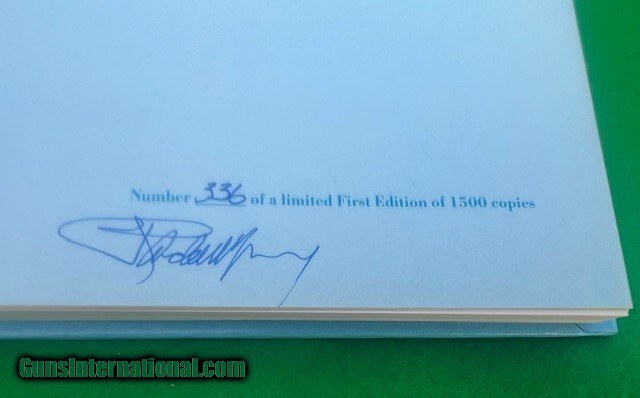 Number 336 of a limited First Edition of 1500 copies
GunsInternational.com